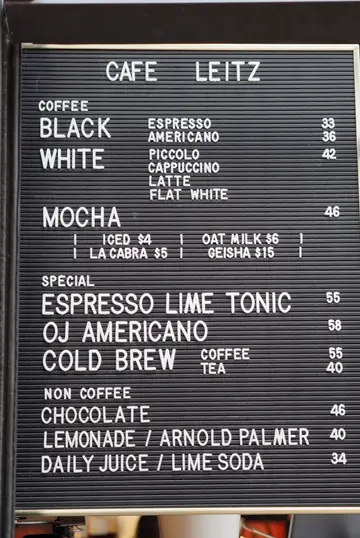 CAFE LEITZ
COFFEE
BLACK ESPRESSO 33
AMERICANO 36
WHITE PICCOLO 42
CAPPUCCINO
LATTE
FLAT WHITE
MOCHA 46
| ICED $4 | OAT MILK $6 |
| LA CABRA $5 | GEISHA $15 |
SPECIAL
ESPRESSO LIME TONIC 55
OJ AMERICANO 58
COLD BREW COFFEE 55
TEA 40
NON COFFEE
CHOCOLATE 46
LEMONADE / ARNOLD PALMER 40
DAILY JUICE / LIME SODA 34